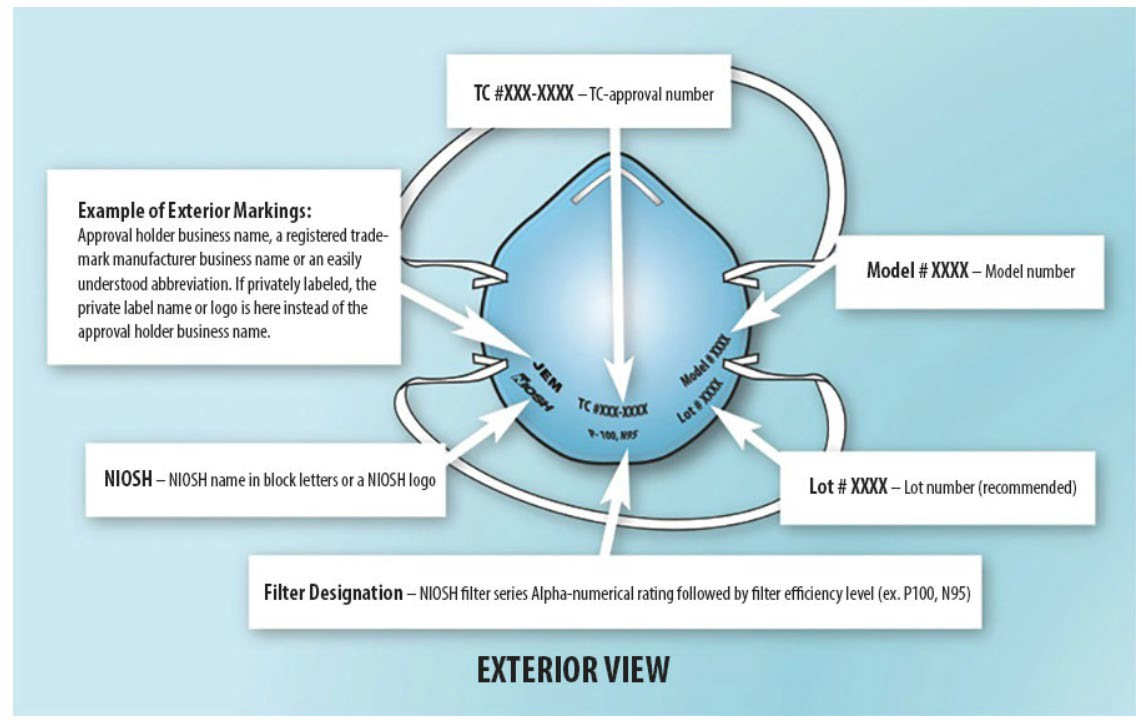 TC #XXX-XXXX – TC-approval number
Example of Exterior Markings:
Approval holder business name, a registered trade-
mark manufacturer business name or an easily
understood abbreviation. If privately labeled, the
private label name or logo is here instead of the
approval holder business name.
Model # XXXX – Model number
JEM
NIOSH
TC #XXX-XXXX
P-100, N95
Model # XXXX
Lot # XXXX
NIOSH – NIOSH name in block letters or a NIOSH logo
Lot # XXXX – Lot number (recommended)
Filter Designation – NIOSH filter series Alpha-numerical rating followed by filter efficiency level (ex. P100, N95)
EXTERIOR VIEW